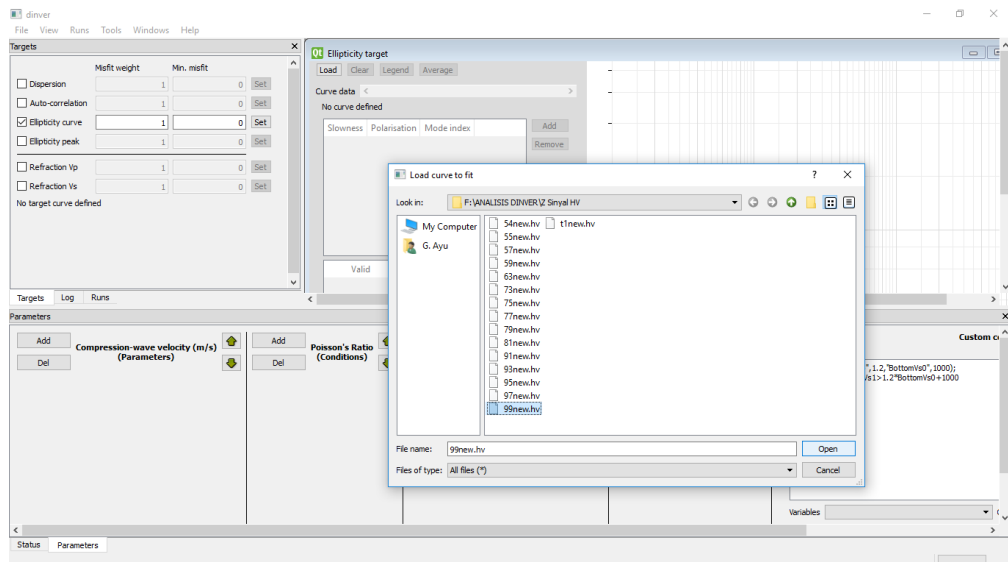 dinver
File View Runs Tools Windows Help
Targets
Misfit weight Min. misfit
Dispersion 1 0 Set
Auto-correlation 1 0 Set
Ellipticity curve 1 0 Set
Ellipticity peak 1 0 Set
Refraction Vp 1 0 Set
Refraction Vs 1 0 Set
No target curve defined
Targets Log Runs
Qt Ellipticity target
Load Clear Legend Average
Curve data
No curve defined
Slowness Polarisation Mode index
Add
Remove
Valid
Load curve to fit
Look in: F:\ANALISIS DINVER\Z Sinyal HV
My Computer
G. Ayu
54new.hv t1new.hv
55new.hv
57new.hv
59new.hv
63new.hv
73new.hv
75new.hv
77new.hv
79new.hv
81new.hv
91new.hv
93new.hv
95new.hv
97new.hv
99new.hv
File name: 99new.hv Open
Files of type: All files (*) Cancel
Parameters
Add
Del
Compression-wave velocity (m/s)
(Parameters)
Add
Del
Poisson's Ratio
(Conditions)
Custom c
",1.2,"BottomVs0",1000);
/s1>1.2*BottomVs0+1000
Variables
Status Parameters